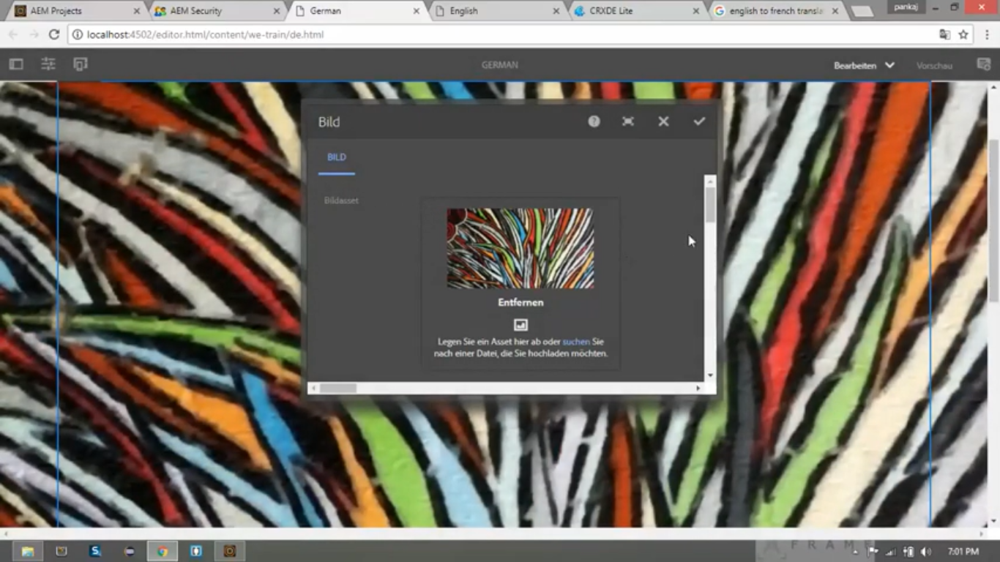 AEM Projects
AEM Security
German
English
CRXDE Lite
english to french transla
pankaj
localhost:4502/editor.html/content/we-train/de.html
GERMAN
Bearbeiten
Vorschau
Bild
BILD
Bildasset
Entfernen
Legen Sie ein Asset hier ab oder suchen Sie
nach einer Datei, die Sie hochladen möchten.
FRAM
7:01 PM